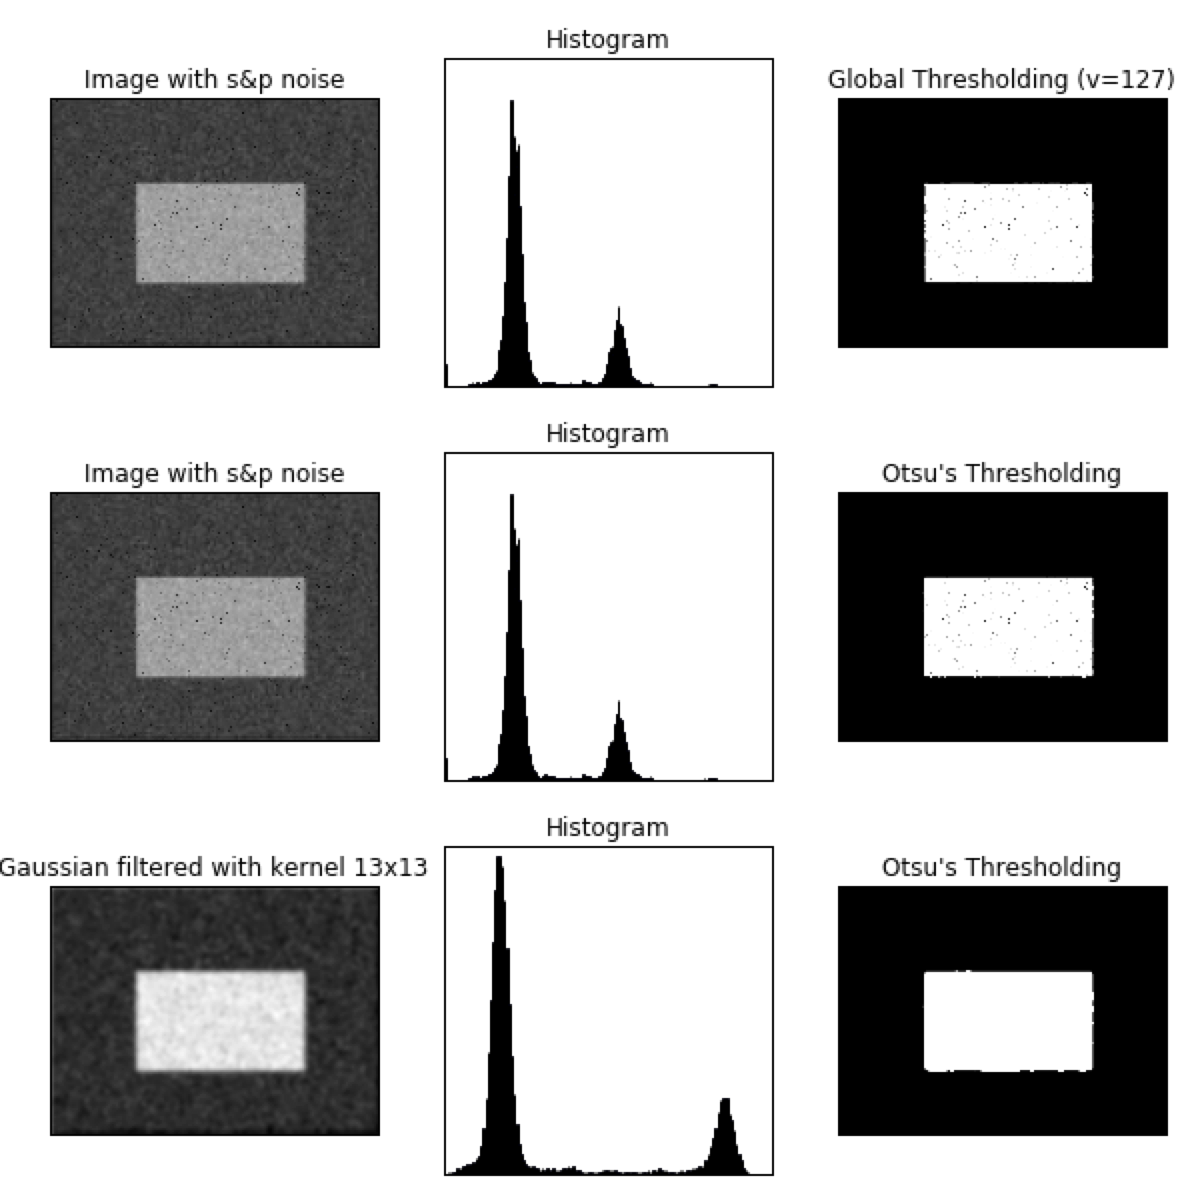 Histogram
Image with s&p noise
Global Thresholding (v=127)
Histogram
Image with s&p noise
Otsu's Thresholding
Histogram
Gaussian filtered with kernel 13x13
Otsu's Thresholding